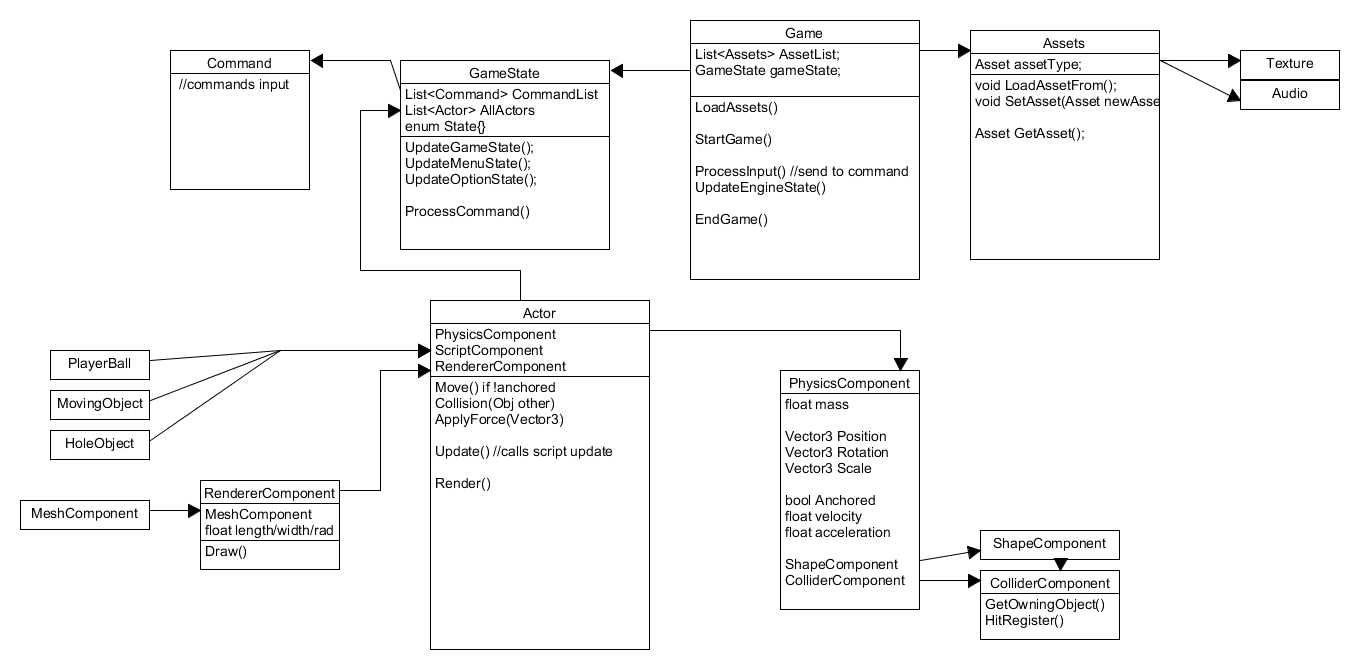 Command
//commands input
GameState
List<Command> CommandList
List<Actor> AllActors
enum State{}
UpdateGameState();
UpdateMenuState();
UpdateOptionState();
ProcessCommand()
Game
List<Assets> AssetList;
GameState gameState;
LoadAssets()
StartGame()
ProcessInput() //send to command
UpdateEngineState()
EndGame()
Assets
Asset assetType;
void LoadAssetFrom();
void SetAsset(Asset newAsse
Asset GetAsset();
Texture
Audio
Actor
PhysicsComponent
ScriptComponent
RendererComponent
Move() if !anchored
Collision(Obj other)
ApplyForce(Vector3)
Update() //calls script update
Render()
PlayerBall
MovingObject
HoleObject
MeshComponent
RendererComponent
MeshComponent
float length/width/rad
Draw()
PhysicsComponent
float mass
Vector3 Position
Vector3 Rotation
Vector3 Scale
bool Anchored
float velocity
float acceleration
ShapeComponent
ColliderComponent
ShapeComponent
ColliderComponent
GetOwningObject()
HitRegister()